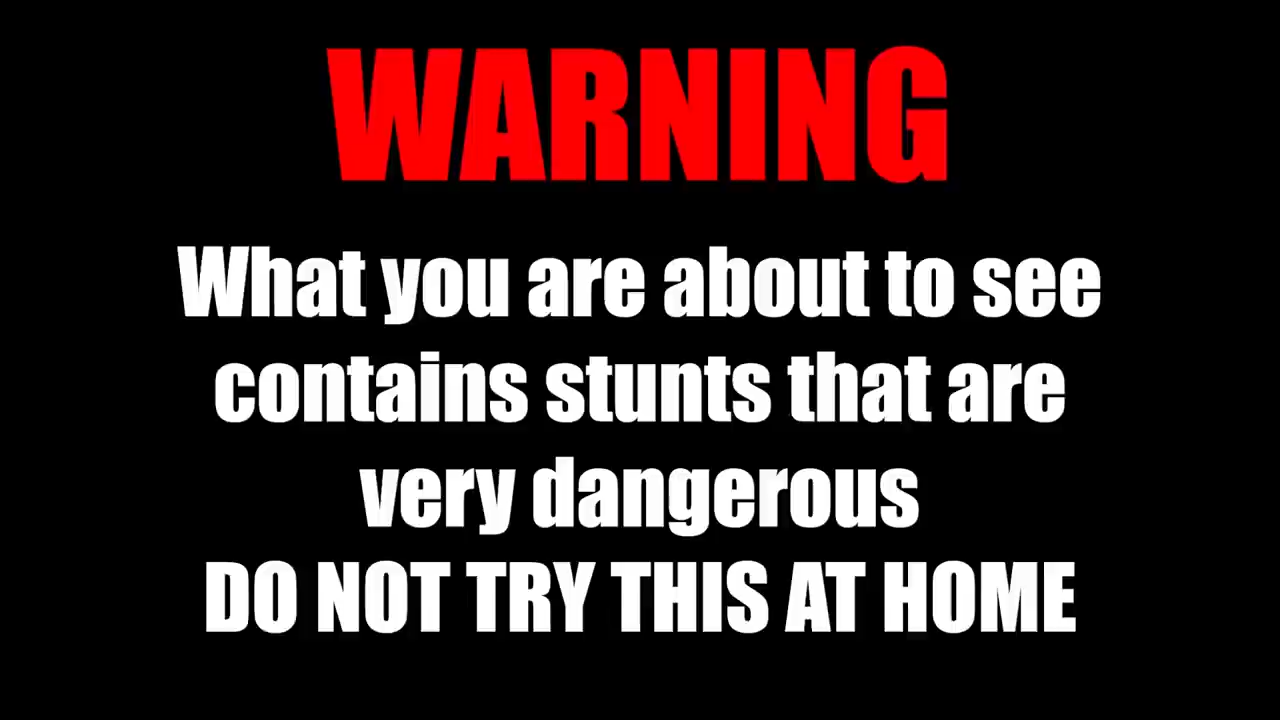 WARNING
What you are about to see
contains stunts that are
very dangerous
DO NOT TRY THIS AT HOME